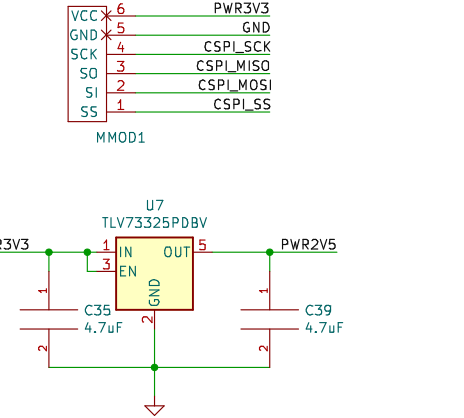 VCC 6 PWR3V3
GND 5 GND
SCK 4 CSPI_SCK
SO 3 CSPI_MISO
SI 2 CSPI_MOSI
SS 1 CSPI_SS
MMOD1
U7
TLV73325PDBV
R3V3 1 IN OUT 5 PWR2V5
3 EN
GND
2
1 C35
4.7uF
2
1 C39
4.7uF
2